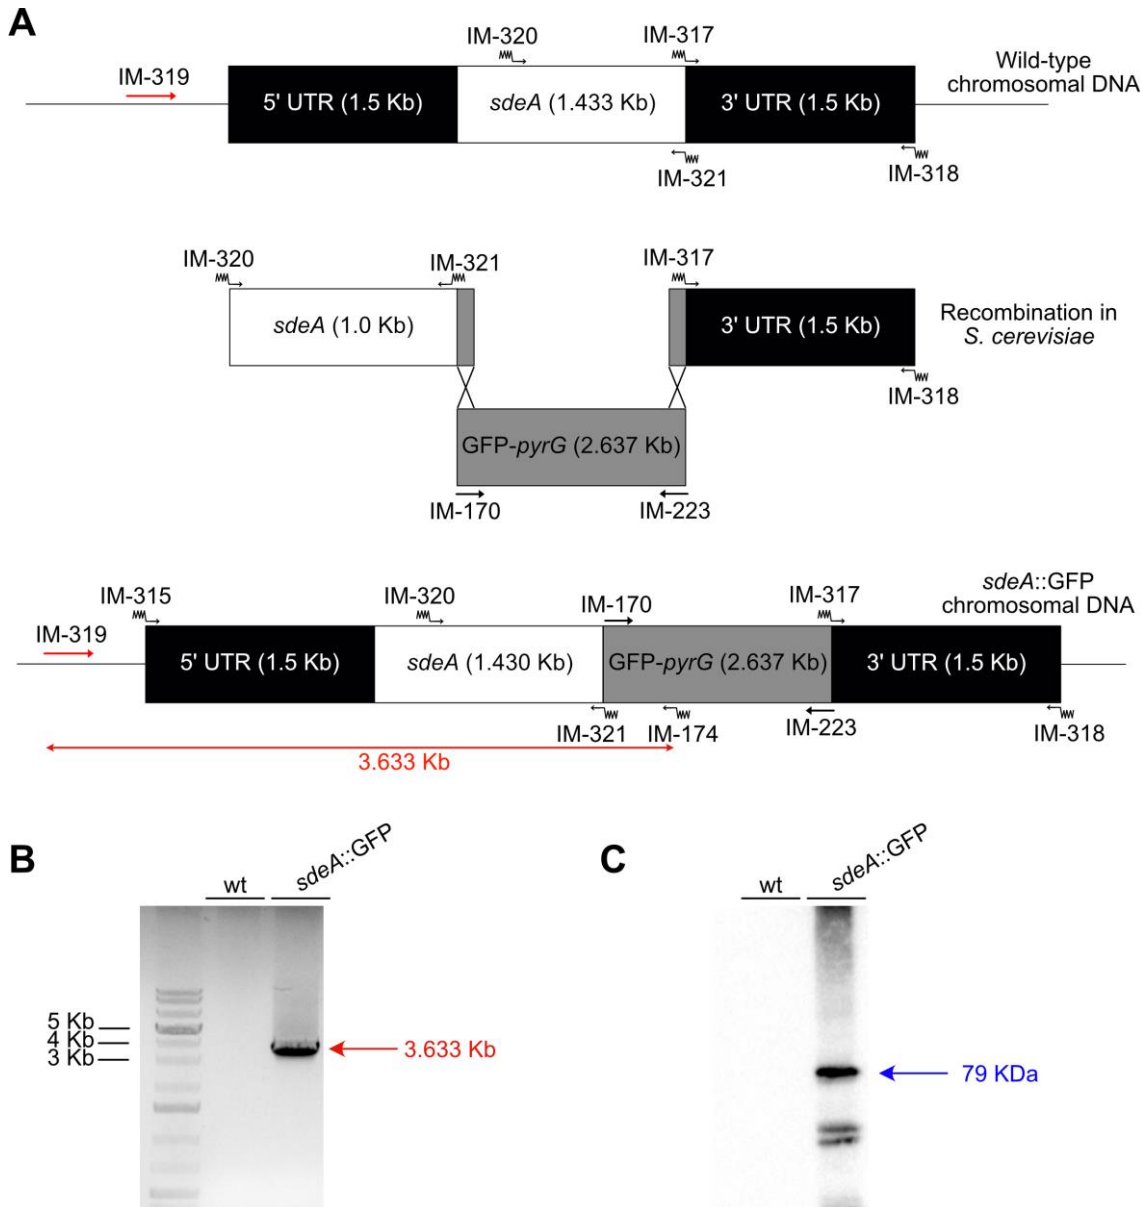 A
IM-320
IM-317
IM-319
Wild-type
chromosomal DNA
5' UTR (1.5 Kb)
sdeA (1.433 Kb)
3' UTR (1.5 Kb)
IM-321
IM-318
IM-320
IM-321
IM-317
sdeA (1.0 Kb)
3' UTR (1.5 Kb)
Recombination in
S. cerevisiae
IM-318
GFP-pyrG (2.637 Kb)
IM-170
IM-223
sdeA::GFP
chromosomal DNA
IM-315
IM-320
IM-170
IM-317
IM-319
5' UTR (1.5 Kb)
sdeA (1.430 Kb)
GFP-pyrG (2.637 Kb)
3' UTR (1.5 Kb)
IM-321
IM-174
IM-223
IM-318
3.633 Kb
B
wt
sdeA::GFP
5 Kb
4 Kb
3 Kb
3.633 Kb
C
wt
sdeA::GFP
79 KDa